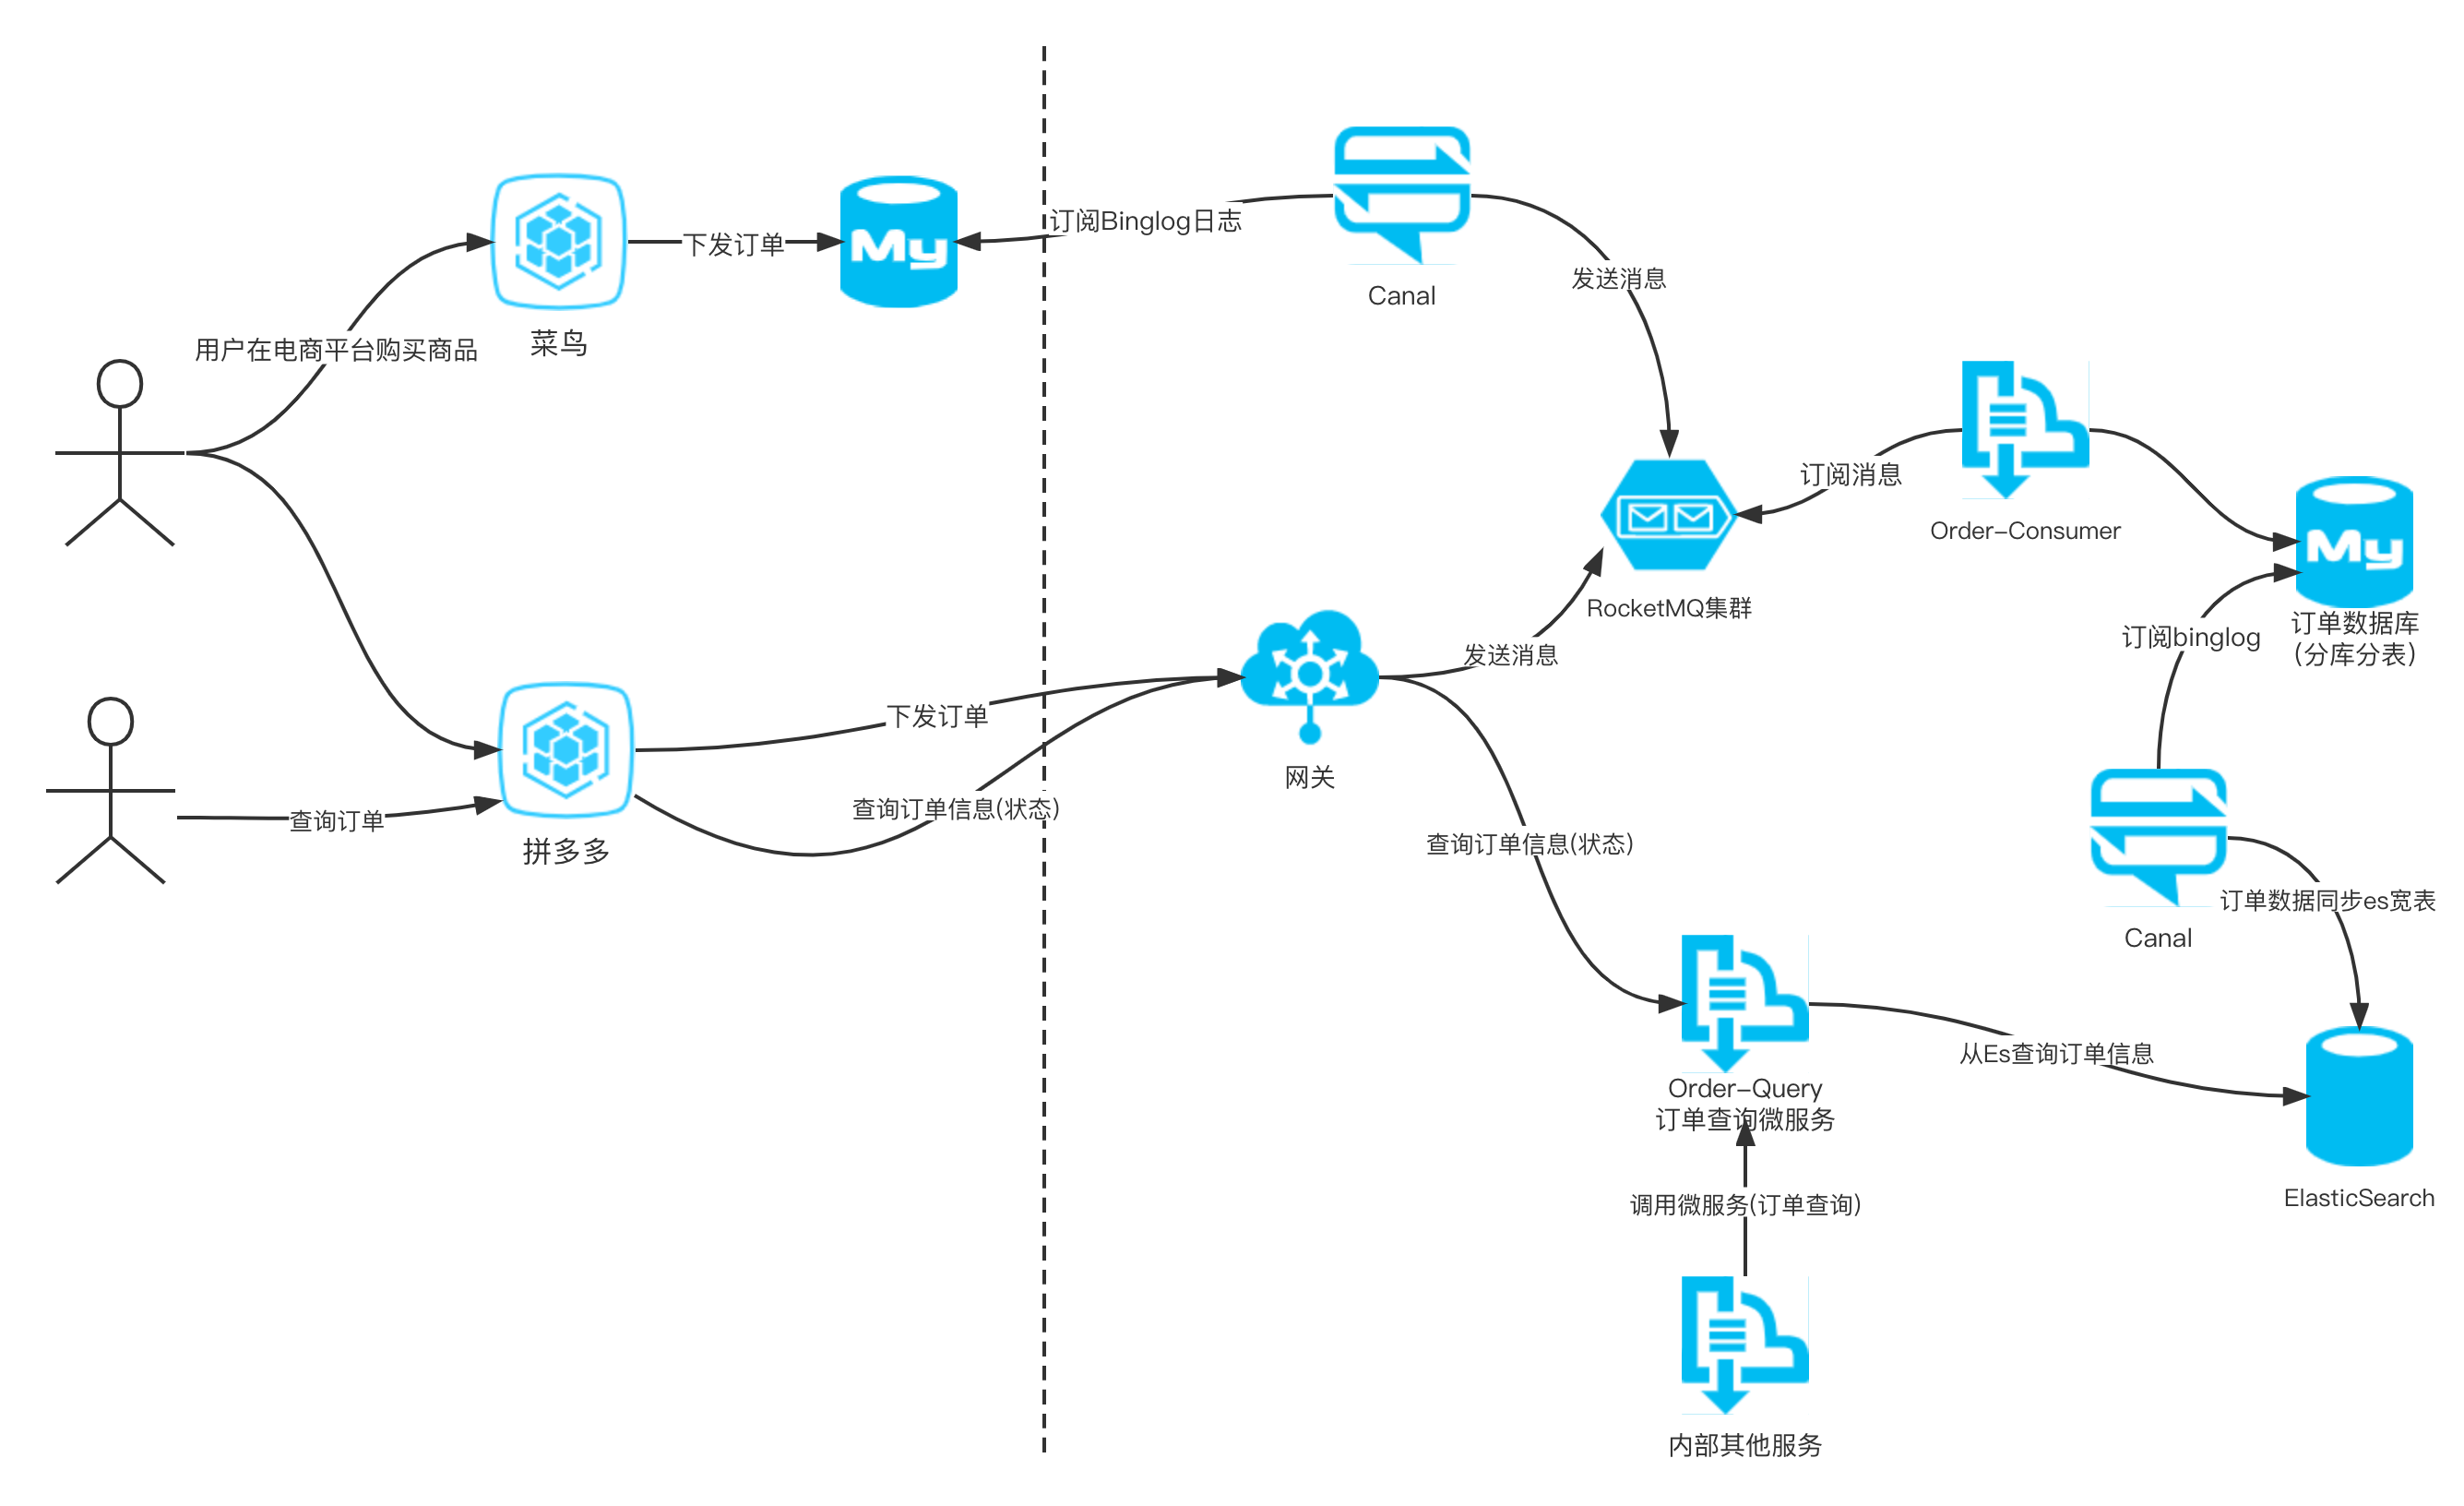 订阅Binglog日志
下发订单
My
Canal
发送消息
用户在电商平台购买商品
菜鸟
订阅消息
Order-Consumer
My
订单数据库
(分库分表)
RocketMQ集群
订阅binglog
发送消息
下发订单
网关
查询订单信息(状态)
查询订单
拼多多
查询订单信息(状态)
订单数据同步es宽表
Canal
从Es查询订单信息
Order-Query
订单查询微服务
调用微服务(订单查询)
ElasticSearch
内部其他服务